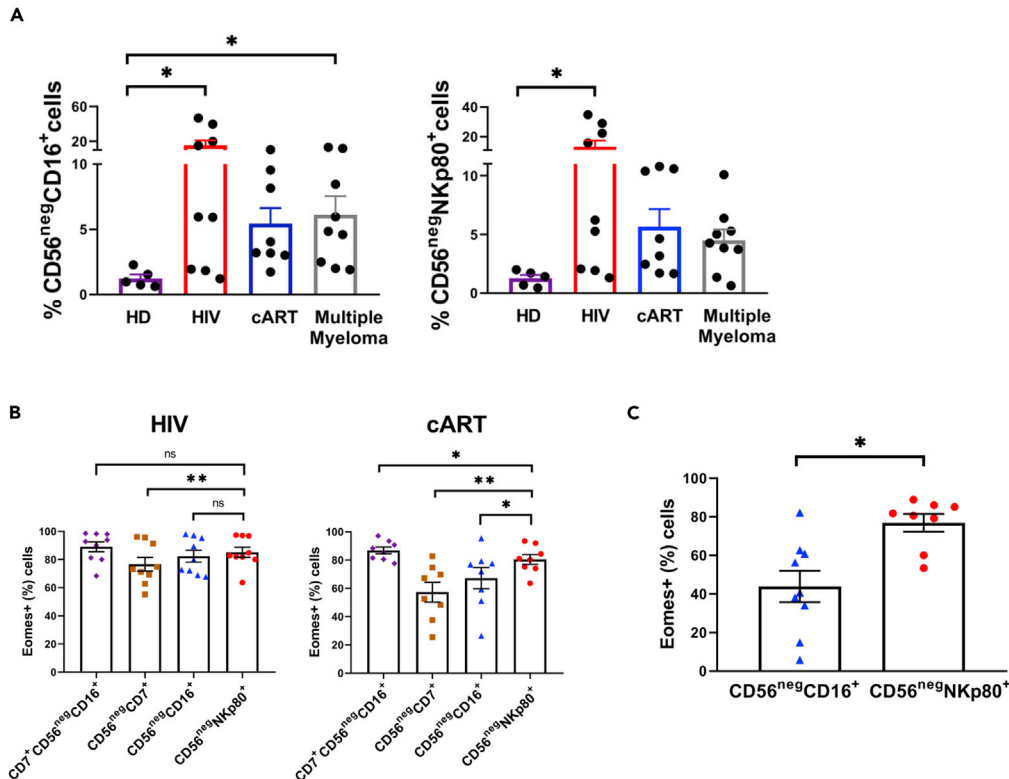 A
% CD56negCD16+cells
60
40
20
10
5
0
*
*
HD
HIV
cART
Multiple
Myeloma
% CD56negNKp80+cells
40
20
10
5
0
*
HD
HIV
cART
Multiple
Myeloma
B
HIV
ns
**
ns
Eomes+ (%) cells
100
80
60
40
20
0
CD7+ CD56negCD16+
CD56negCD7+
CD56negCD16+
CD56negNKp80+
cART
*
**
*
Eomes+ (%) cells
100
80
60
40
20
0
CD7+ CD56negCD16+
CD56negCD7+
CD56negCD16+
CD56negNKp80+
C
*
Eomes+ (%) cells
100
80
60
40
20
0
CD56negCD16+
CD56negNKp80+